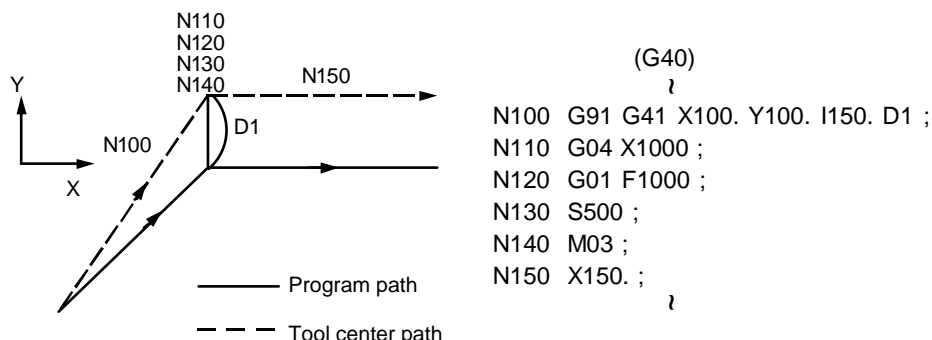 N110
N120
N130
N140
N150
Y
D1
N100
X
Program path
Tool center path
(G40)
~
N100 G91 G41 X100. Y100. I150. D1 ;
N110 G04 X1000 ;
N120 G01 F1000 ;
N130 S500 ;
N140 M03 ;
N150 X150. ;
~